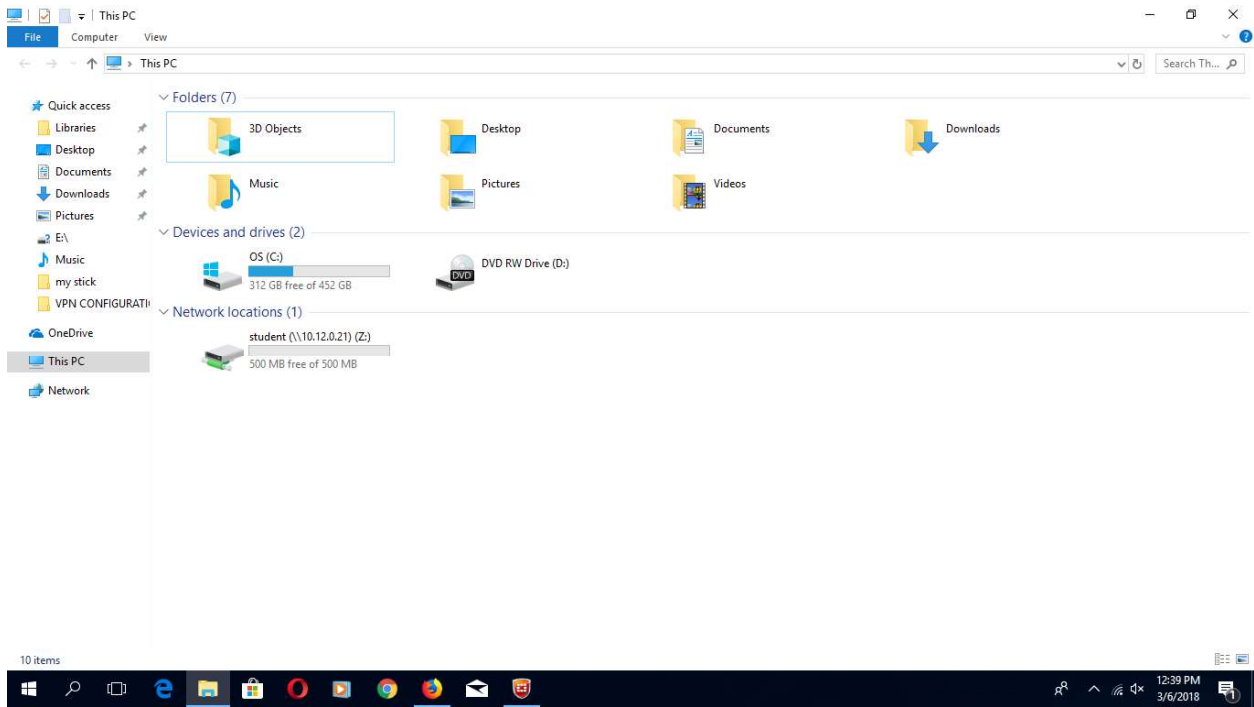 This PC
File Computer View
This PC
Search Th...
Quick access
Libraries
Desktop
Documents
Downloads
Pictures
E:\
Music
my stick
VPN CONFIGURATI
OneDrive
This PC
Network
Folders (7)
3D Objects
Desktop
Documents
Downloads
Music
Pictures
Videos
Devices and drives (2)
OS (C:)
312 GB free of 452 GB
DVD RW Drive (D:)
DVD
Network locations (1)
student (\\10.12.0.21) (Z:)
500 MB free of 500 MB
10 items
12:39 PM
3/6/2018
1